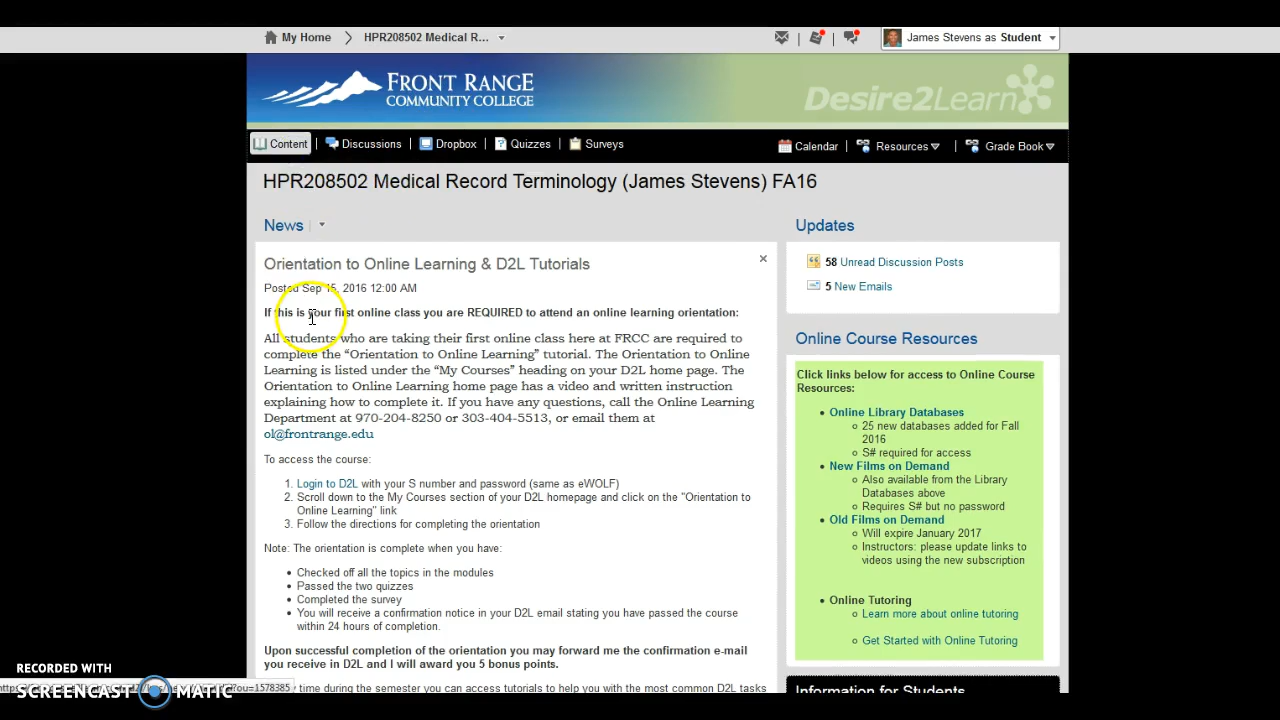 My Home
HPR208502 Medical R...
James Stevens as Student
FRONT RANGE
COMMUNITY COLLEGE
Desire2Learn
Content
Discussions
Dropbox
Quizzes
Surveys
Calendar
Resources
Grade Book
HPR208502 Medical Record Terminology (James Stevens) FA16
News
Orientation to Online Learning & D2L Tutorials
Posted Sep 15, 2016 12:00 AM
If this is your first online class you are REQUIRED to attend an online learning orientation:
All students who are taking their first online class here at FRCC are required to
complete the “Orientation to Online Learning” tutorial. The Orientation to Online
Learning is listed under the “My Courses” heading on your D2L home page. The
Orientation to Online Learning home page has a video and written instruction
explaining how to complete it. If you have any questions, call the Online Learning
Department at 970-204-8250 or 303-404-5513, or email them at
ol@frontrange.edu
To access the course:
1. Login to D2L with your S number and password (same as eWOLF)
2. Scroll down to the My Courses section of your D2L homepage and click on the "Orientation to
Online Learning" link
3. Follow the directions for completing the orientation
Note: The orientation is complete when you have:
Checked off all the topics in the modules
Passed the two quizzes
Completed the survey
You will receive a confirmation notice in your D2L email stating you have passed the course
within 24 hours of completion.
Upon successful completion of the orientation you may forward me the confirmation e-mail
you receive in D2L and I will award you 5 bonus points.
time during the semester you can access tutorials to help you with the most common D2L tasks
Updates
58 Unread Discussion Posts
5 New Emails
Online Course Resources
Click links below for access to Online Course
Resources:
Online Library Databases
25 new databases added for Fall
2016
S# required for access
New Films on Demand
Also available from the Library
Databases above
Requires S# but no password
Old Films on Demand
Will expire January 2017
Instructors: please update links to
videos using the new subscription
Online Tutoring
Learn more about online tutoring
Get Started with Online Tutoring
Information for Students
RECORDED WITH
SCREENCAST MATIC